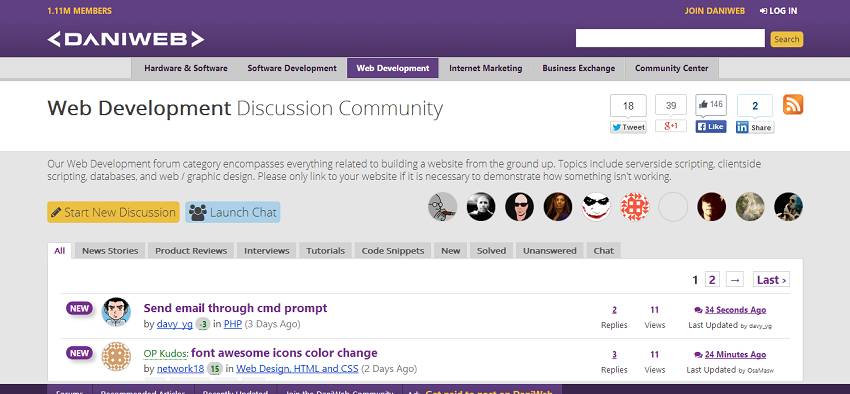 1.11M MEMBERS
JOIN DANIWEB
LOG IN
<DANIWEB>
Search
Hardware & Software
Software Development
Web Development
Internet Marketing
Business Exchange
Community Center
Web Development Discussion Community
18
39
146
2
Tweet
g+1
Like
in Share
Our Web Development forum category encompasses everything related to building a website from the ground up. Topics include serverside scripting, clientside
scripting, databases, and web / graphic design. Please only link to your website if it is necessary to demonstrate how something isn't working.
Start New Discussion
Launch Chat
All
News Stories
Product Reviews
Interviews
Tutorials
Code Snippets
New
Solved
Unanswered
Chat
1 2 → Last ›
NEW
Send email through cmd prompt
by davy_yg -3 in PHP (3 Days Ago)
2
Replies
11
Views
34 Seconds Ago
Last Updated by davy_yg
NEW
OP Kudos: font awesome icons color change
by network18 15 in Web Design, HTML and CSS (2 Days Ago)
3
Replies
11
Views
24 Minutes Ago
Last Updated by OsaMasw
Forums
Recommended Articles
Recently Updated
Join the DaniWeb Community
Get paid to post on DaniWeb